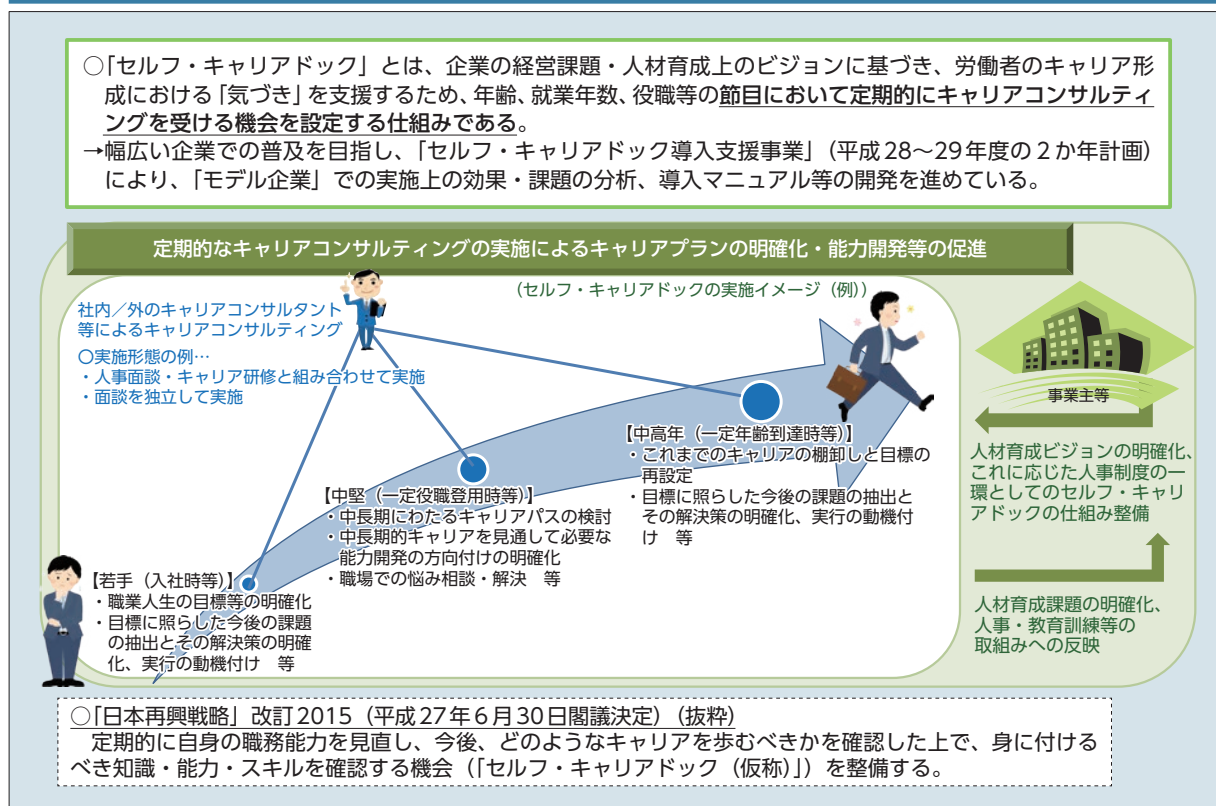 ○「セルフ・キャリアドック」とは、企業の経営課題・人材育成上のビジョンに基づき、労働者のキャリア形
成における「気づき」を支援するため、年齢、就業年数、役職等の節目において定期的にキャリアコンサルティ
ングを受ける機会を設定する仕組みである。
→幅広い企業での普及を目指し、「セルフ・キャリアドック導入支援事業」（平成28～29年度の２か年計画）
により、「モデル企業」での実施上の効果・課題の分析、導入マニュアル等の開発を進めている。
定期的なキャリアコンサルティングの実施によるキャリアプランの明確化・能力開発等の促進
（セルフ・キャリアドックの実施イメージ（例））
社内／外のキャリアコンサルタント
等によるキャリアコンサルティング
〇実施形態の例…
・人事面談・キャリア研修と組み合わせて実施
・面談を独立して実施
【若手（入社時等）】
・職業人生の目標等の明確化
・目標に照らした今後の課題
の抽出とその解決策の明確
化、実行の動機付け　等
【中堅（一定役職登用時等）】
・中長期にわたるキャリアパスの検討
・中長期的キャリアを見通して必要な
能力開発の方向付けの明確化
・職場での悩み相談・解決　等
【中高年（一定年齢到達時等）】
・これまでのキャリアの棚卸しと目標の
再設定
・目標に照らした今後の課題の抽出と
その解決策の明確化、実行の動機付
け　等
事業主等
人材育成ビジョンの明確化、
これに応じた人事制度の一
環としてのセルフ・キャリ
アドックの仕組み整備
人材育成課題の明確化、
人事・教育訓練等の
取組みへの反映
○「日本再興戦略」改訂2015（平成27年６月30日閣議決定）（抜粋）
定期的に自身の職務能力を見直し、今後、どのようなキャリアを歩むべきかを確認した上で、身に付ける
べき知識・能力・スキルを確認する機会（「セルフ・キャリアドック（仮称）」）を整備する。